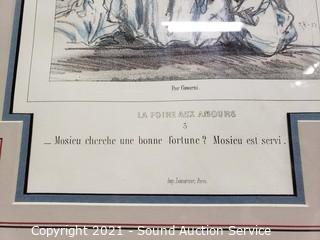 Par Gavarni.
LA FOIRE AUX AMOURS
5
— Mosieu cherche une bonne fortune? Mosieu est servi.
Imp. Lemercier, Paris.
Copyright 2021 - Sound Auction Service